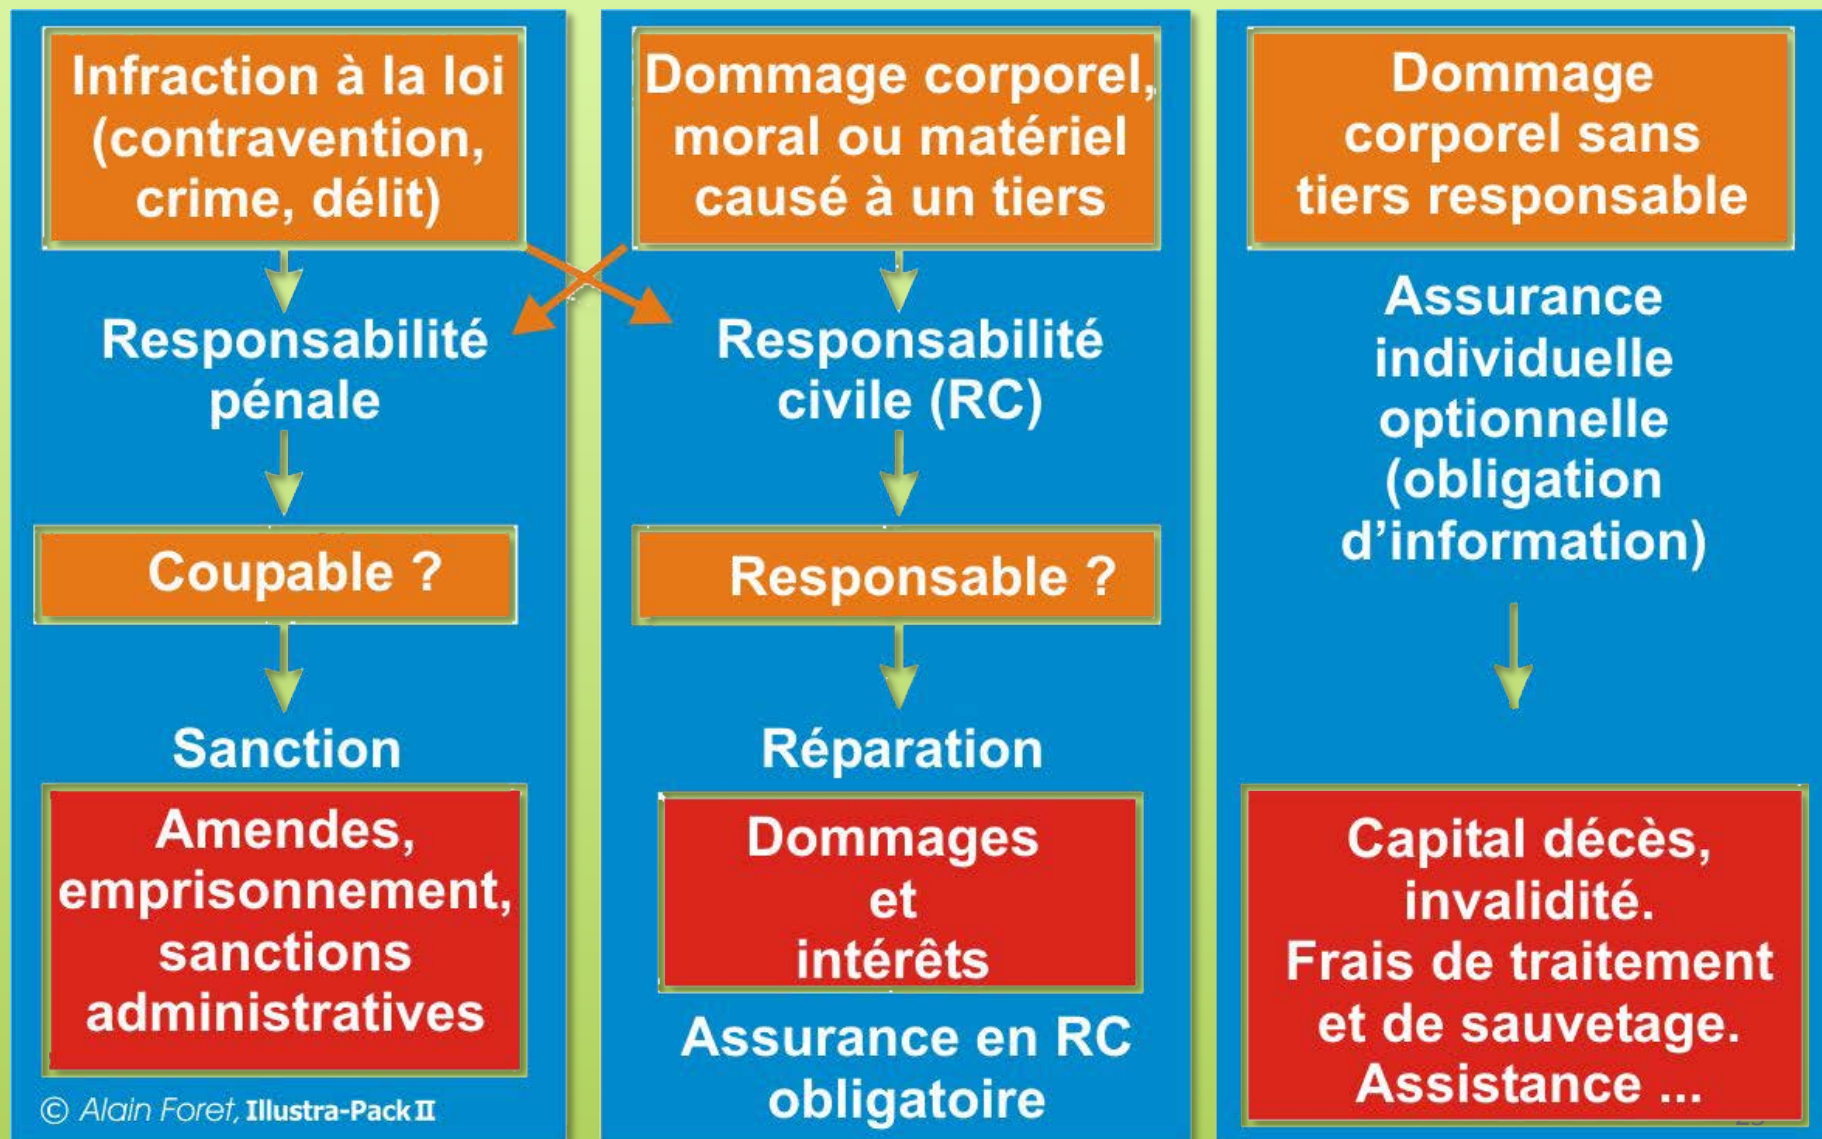 Infraction à la loi
(contravention,
crime, délit)
Responsabilité
pénale
Coupable ?
Sanction
Amendes,
emprisonnement,
sanctions
administratives
© Alain Foret, Illustra-Pack II
Dommage corporel,
moral ou matériel
causé à un tiers
Responsabilité
civile (RC)
Responsable ?
Réparation
Dommages
et
intérêts
Assurance en RC
obligatoire
Dommage
corporel sans
tiers responsable
Assurance
individuelle
optionnelle
(obligation
d’information)
Capital décès,
invalidité.
Frais de traitement
et de sauvetage.
Assistance ...